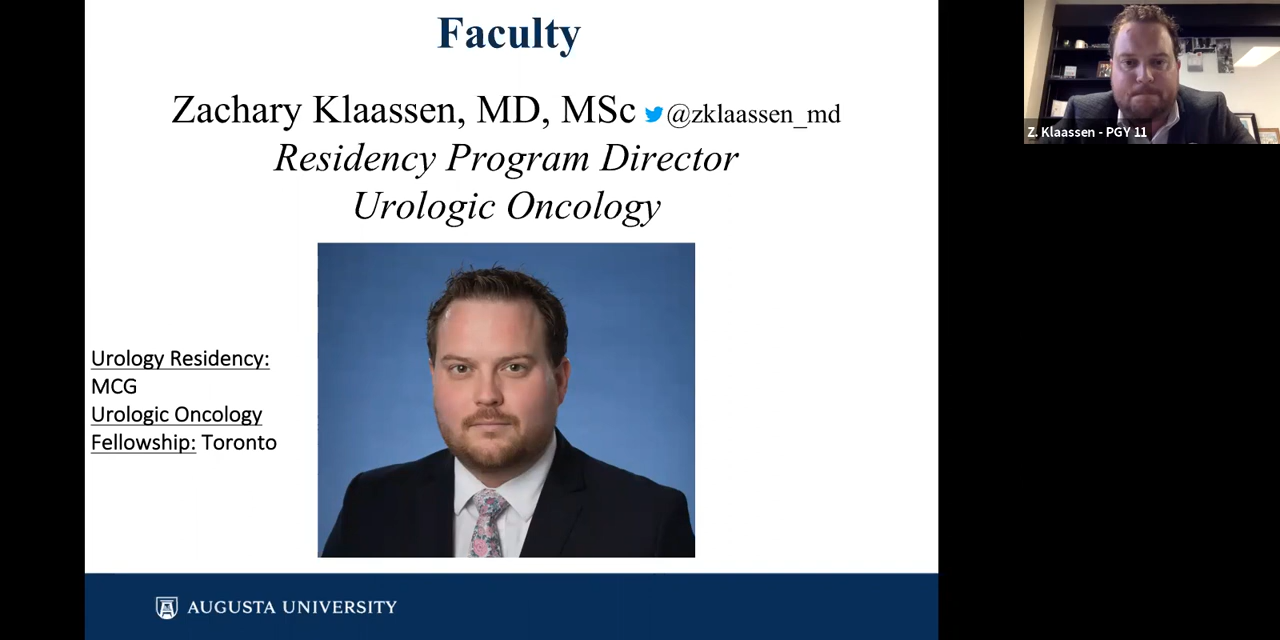 Faculty
Zachary Klaassen, MD, MSc @zklaassen_md
Residency Program Director
Urologic Oncology
Urology Residency:
MCG
Urologic Oncology
Fellowship: Toronto
AUGUSTA UNIVERSITY
Z. Klaassen - PGY 11